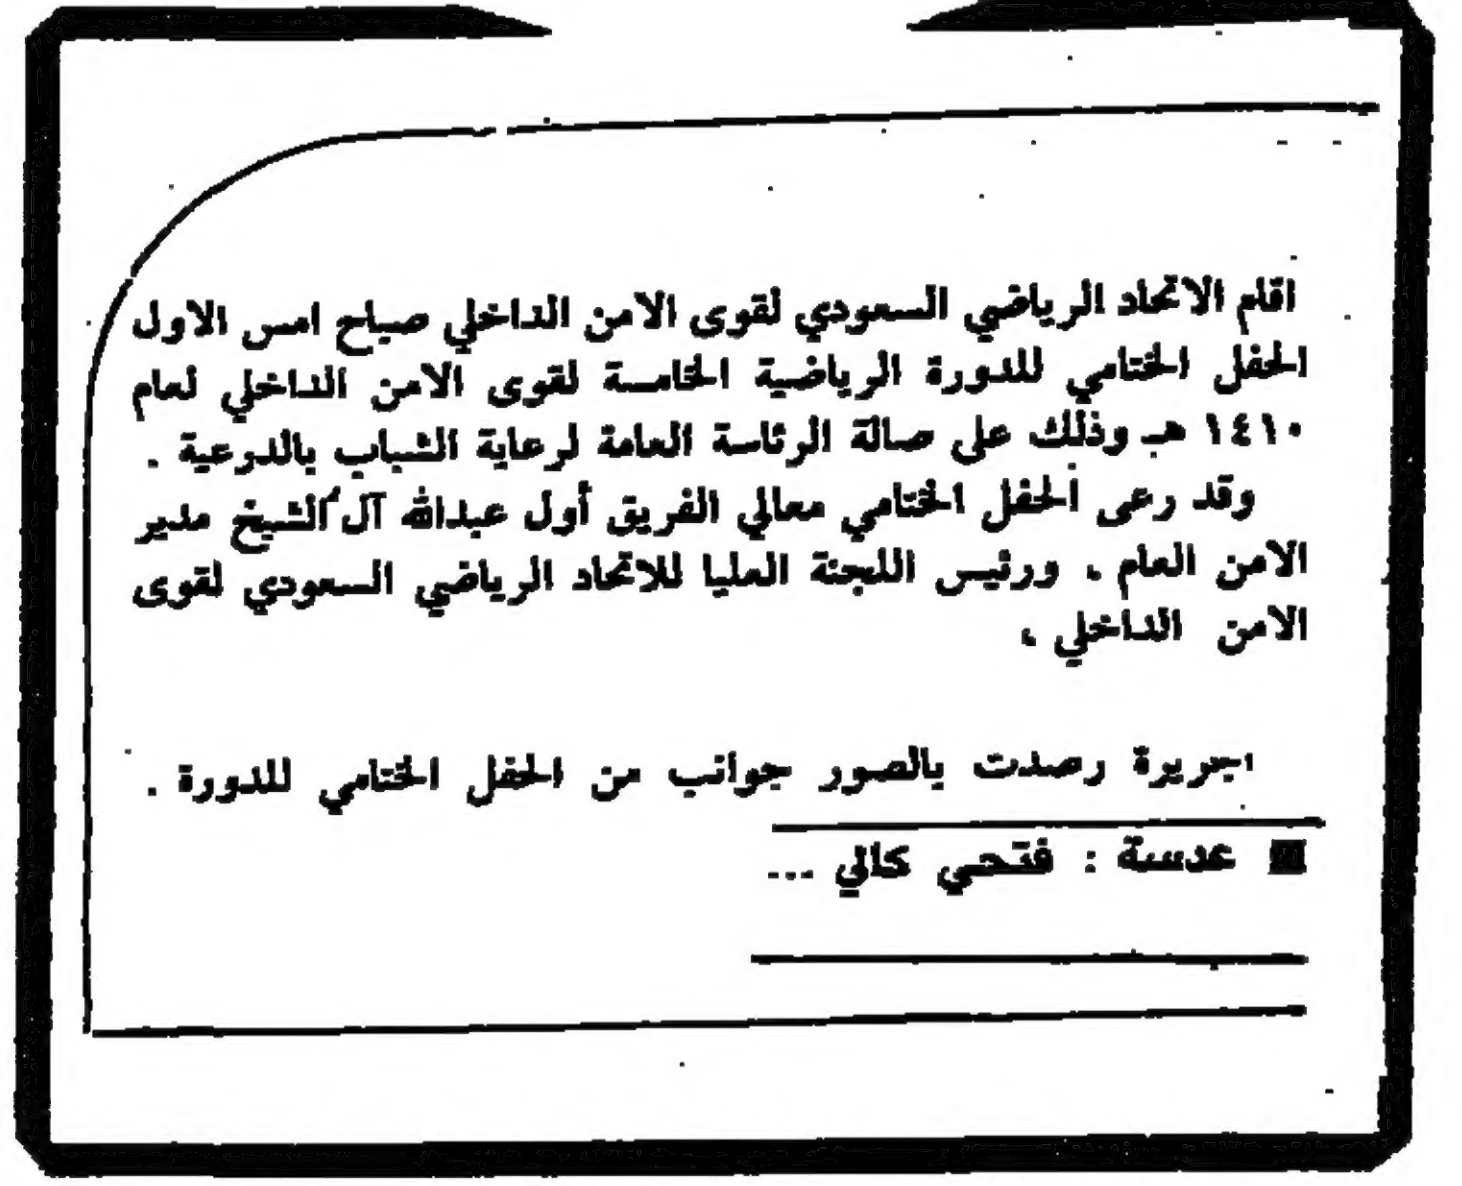 اقام الاتحاد الرياضي السعودي لقوى الامن الداخلي صباح امس الاول
الحفل الختامي للدورة الرياضية الخامسة لقوى الامن الداخلي لعام
١٤١٠ هـ وذلك على صالة الرئاسة العامة لرعاية الشباب بالدرعية .
وقد رعى الحفل الختامي معالي الفريق أول عبدالله آل الشيخ مدير
الامن العام ، ورئيس اللجنة العليا للاتحاد الرياضي السعودي لقوى
الامن الداخلي ،
رصدت بالصور جوانب من الحفل الختامي للدورة .
عدسة : فتحي كالي ...